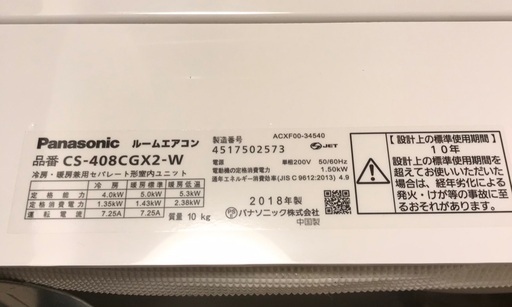 Panasonic ルームエアコン
品番 CS-408CGX2-W
冷房・暖房兼用セパレート形室内ユニット
冷房 暖房標準 暖房低温
定格能力 4.0kW 5.0kW 5.3kW
定格消費電力 1.35kW 1.43kW 2.38kW
運転電流 7.25A 7.25A
質量 10 kg
ACXF00-34540
製造番号
4517502573
JET
電源 単相200V 50/60Hz
電動機の定格消費電力 1.50kW
通年エネルギー消費効率(JIS C 9612:2013) 4.9
2018年製
パナソニック株式会社
中国製
【設計上の標準使用期間】
10年
設計上の標準使用期間を
超えてお使いいただいた
場合は、経年劣化による
発火・けが等の事故に至
るおそれがあります。